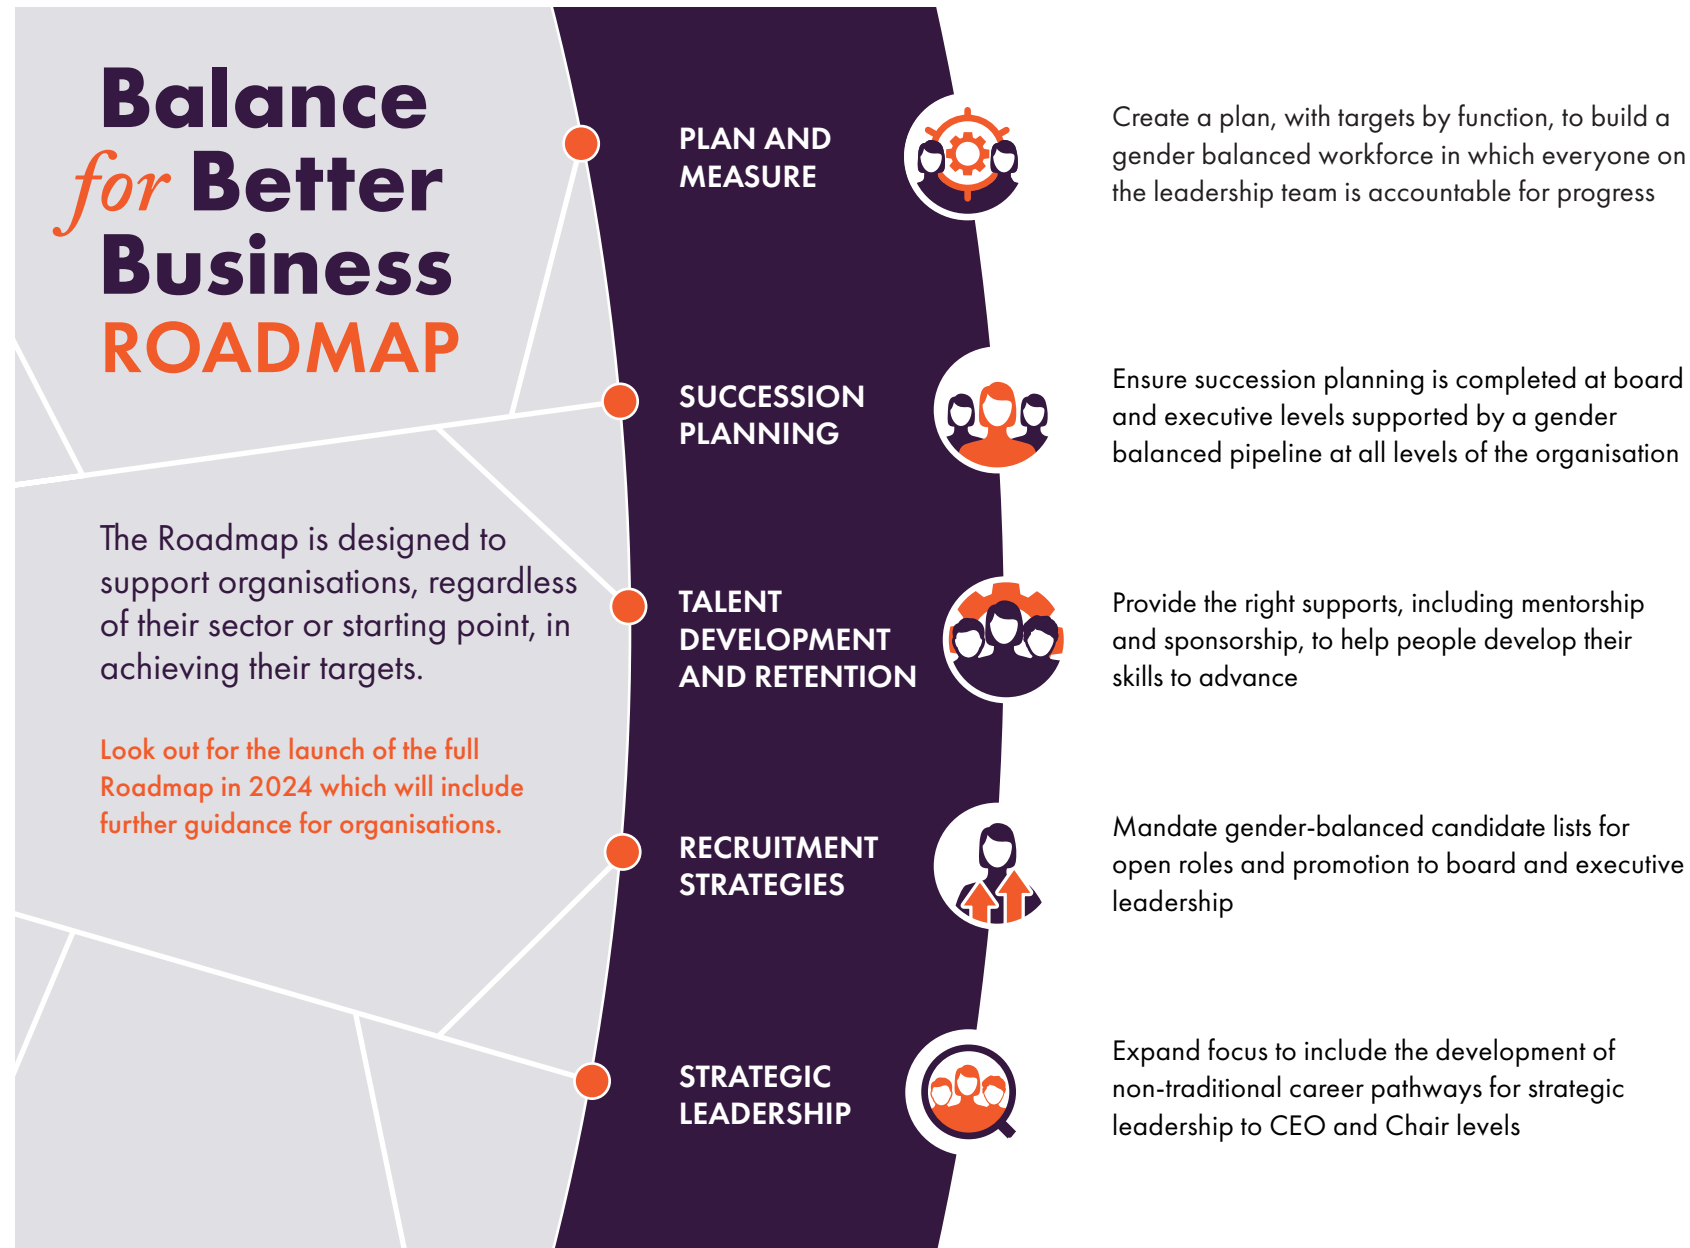 Balance
for Better
Business
ROADMAP
The Roadmap is designed to
support organisations, regardless
of their sector or starting point, in
achieving their targets.
Look out for the launch of the full
Roadmap in 2024 which will include
further guidance for organisations.
PLAN AND
MEASURE
Create a plan, with targets by function, to build a
gender balanced workforce in which everyone on
the leadership team is accountable for progress
SUCCESSION
PLANNING
Ensure succession planning is completed at board
and executive levels supported by a gender
balanced pipeline at all levels of the organisation
TALENT
DEVELOPMENT
AND RETENTION
Provide the right supports, including mentorship
and sponsorship, to help people develop their
skills to advance
RECRUITMENT
STRATEGIES
Mandate gender-balanced candidate lists for
open roles and promotion to board and executive
leadership
STRATEGIC
LEADERSHIP
Expand focus to include the development of
non-traditional career pathways for strategic
leadership to CEO and Chair levels